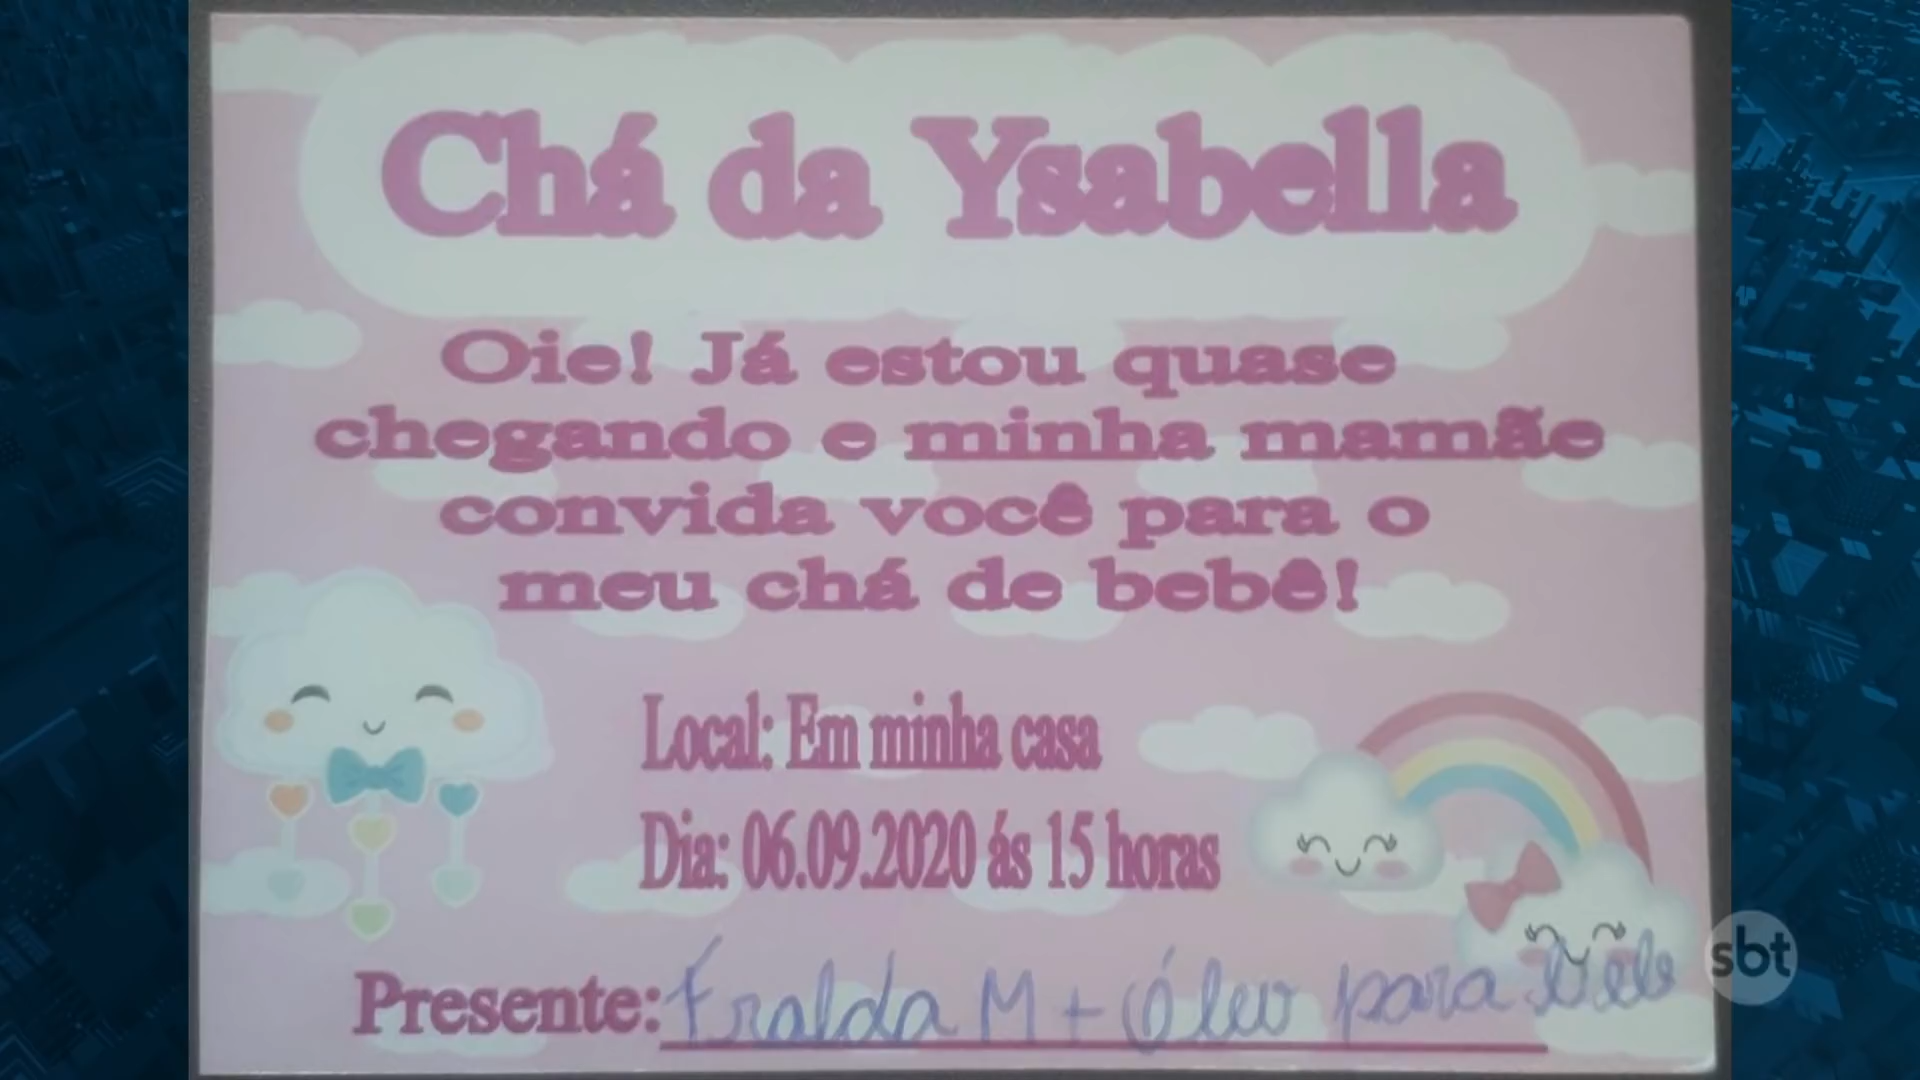 Chá da Ysabella
Oie! Já estou quase
chegando e minha mamãe
convida você para o
meu chá de bebê!
Local: Em minha casa
Dia: 06.09.2020 ás 15 horas
Presente: Fralda M + Óleo para bebe
sbt